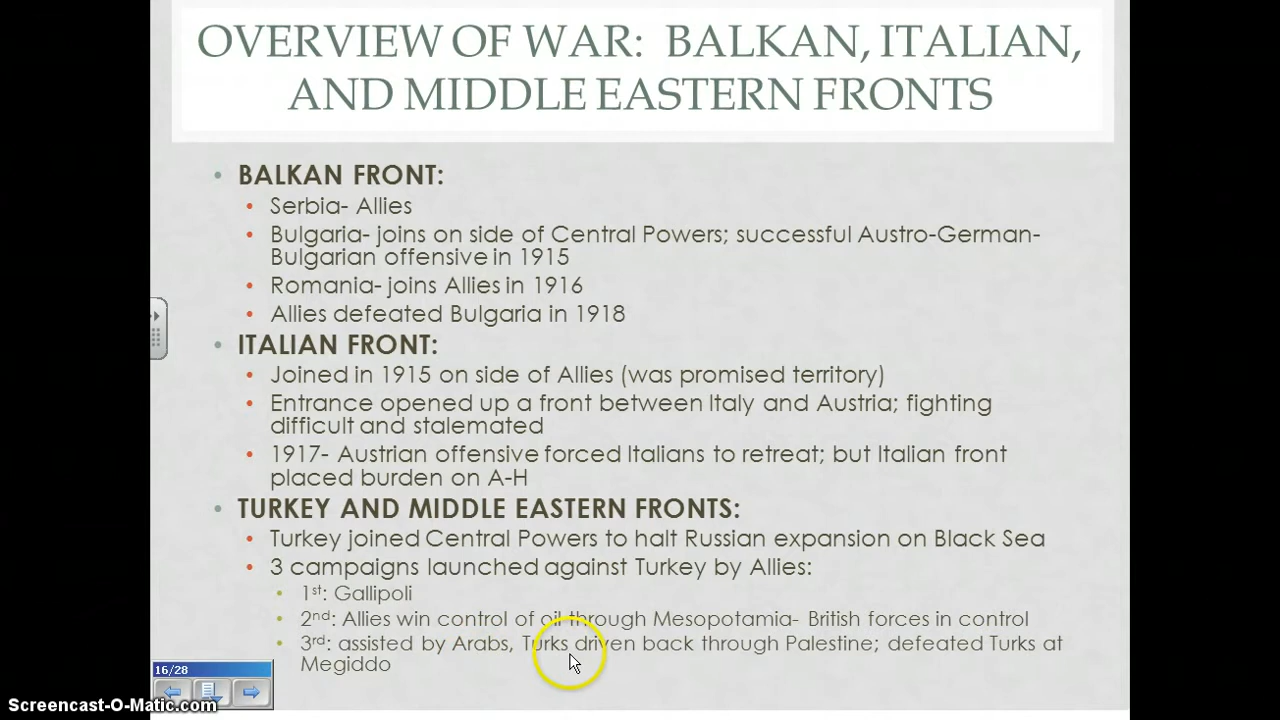 OVERVIEW OF WAR: BALKAN, ITALIAN,
AND MIDDLE EASTERN FRONTS
• BALKAN FRONT:
• Serbia- Allies
• Bulgaria- joins on side of Central Powers; successful Austro-German-
Bulgarian offensive in 1915
• Romania- joins Allies in 1916
• Allies defeated Bulgaria in 1918
• ITALIAN FRONT:
• Joined in 1915 on side of Allies (was promised territory)
• Entrance opened up a front between Italy and Austria; fighting
difficult and stalemated
• 1917- Austrian offensive forced Italians to retreat; but Italian front
placed burden on A-H
• TURKEY AND MIDDLE EASTERN FRONTS:
• Turkey joined Central Powers to halt Russian expansion on Black Sea
• 3 campaigns launched against Turkey by Allies:
• 1st: Gallipoli
• 2nd: Allies win control of oil through Mesopotamia- British forces in control
• 3rd: assisted by Arabs, Turks driven back through Palestine; defeated Turks at
Megiddo
16/28
Screencast-O-Matic.com